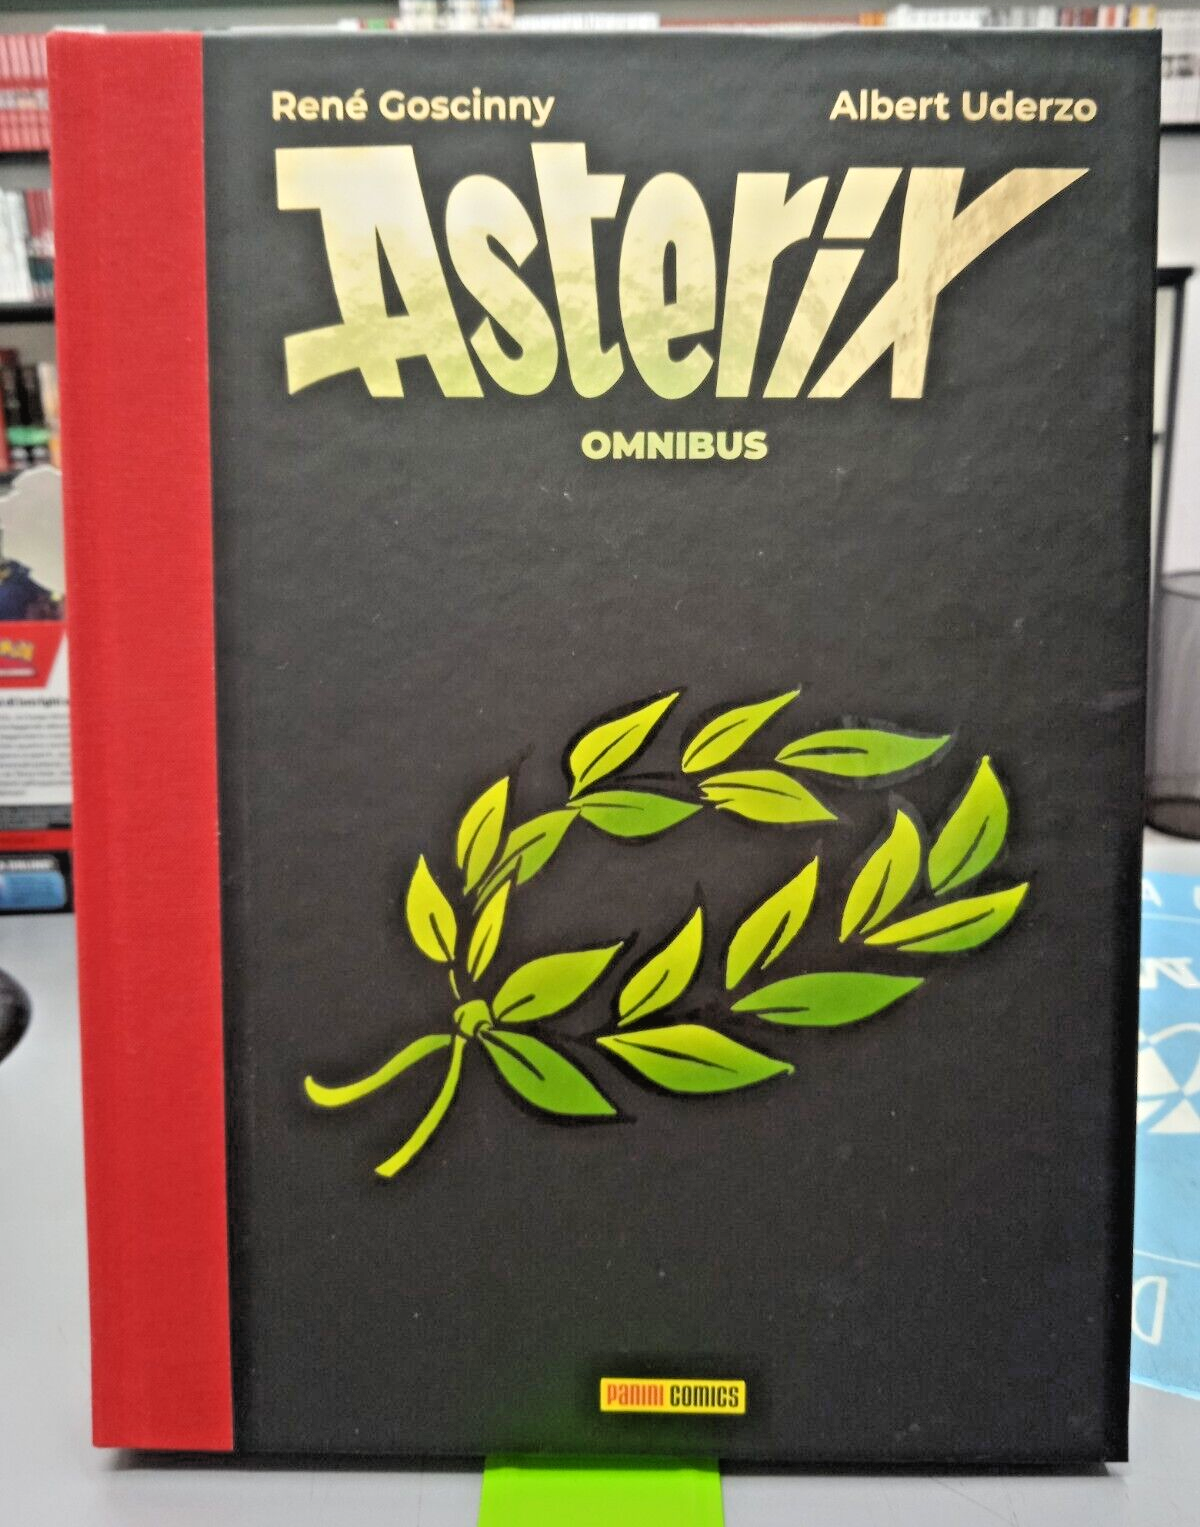 René Goscinny Albert Uderzo
Asterix
OMNIBUS
PANINI COMICS